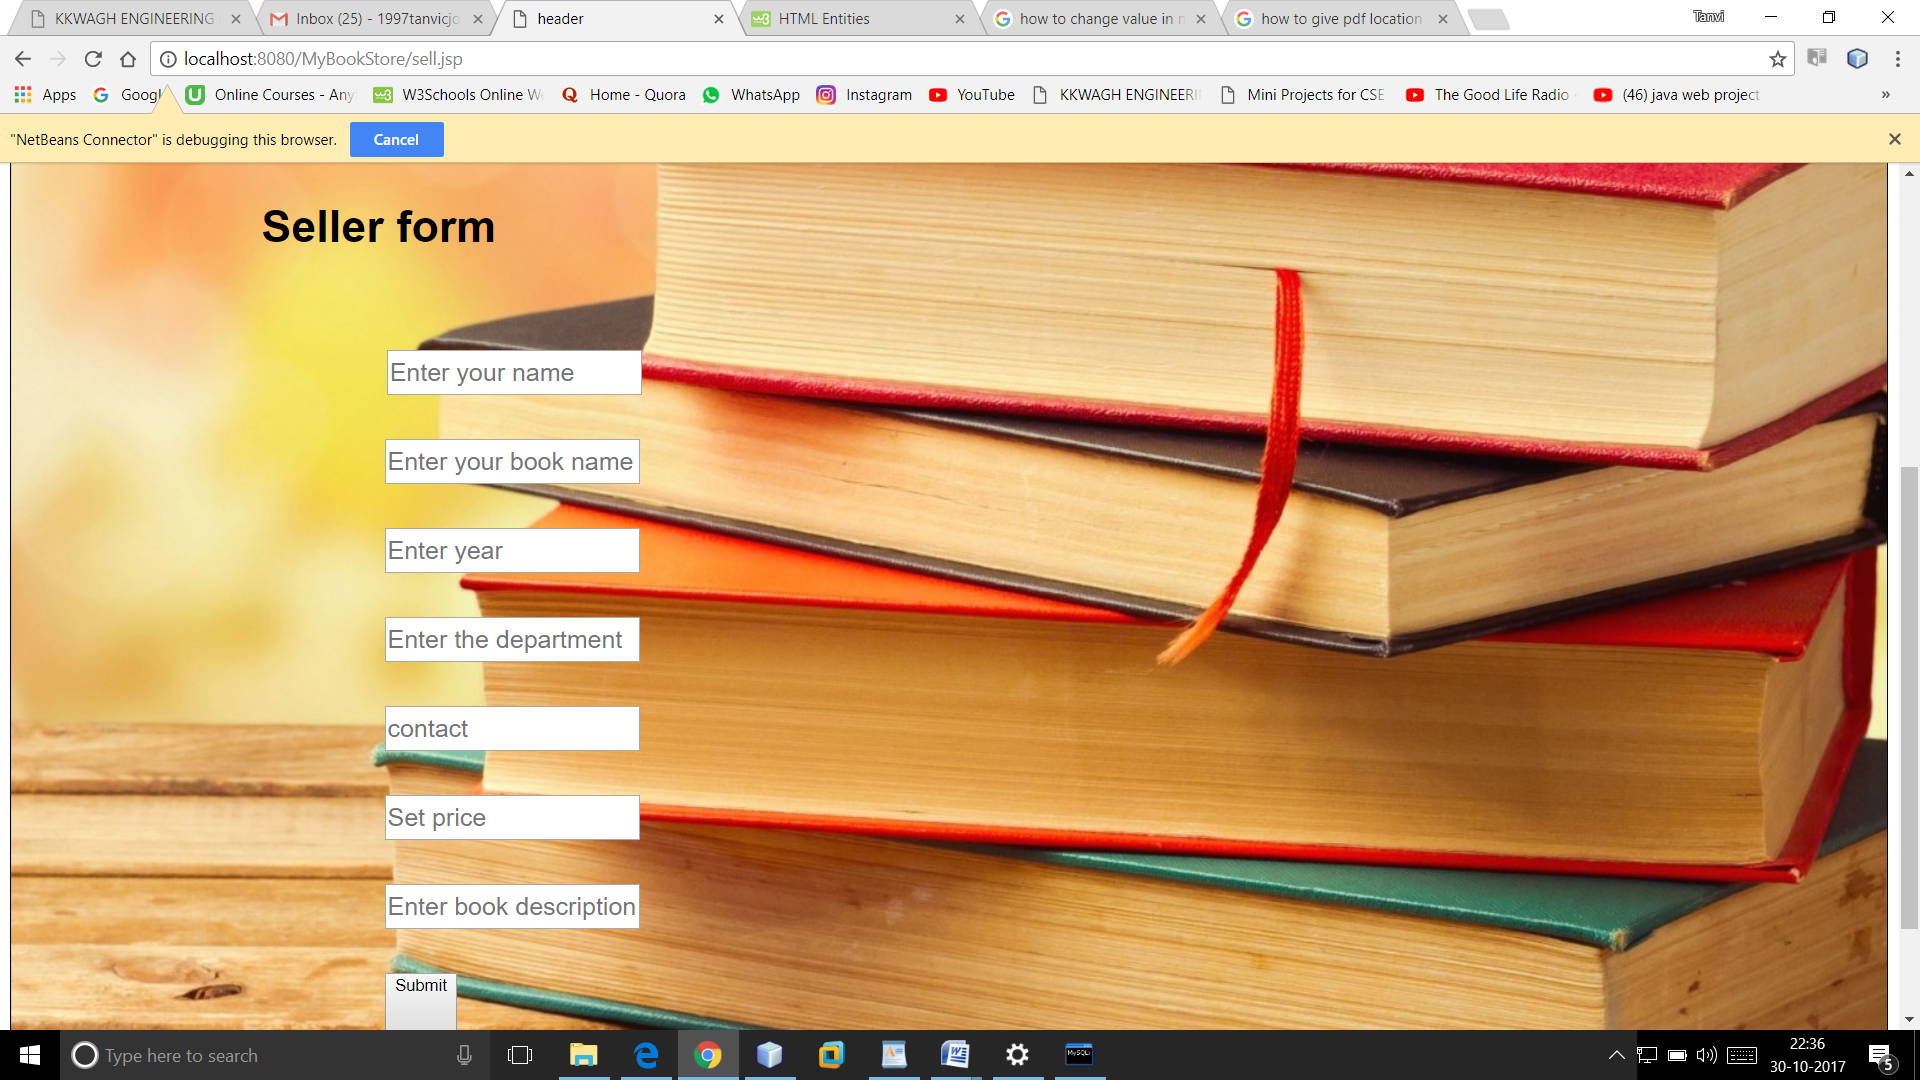 KKWAGH ENGINEERING
Inbox (25) - 1997tanvicjo
header
HTML Entities
how to change value in n
how to give pdf location
Tanvi
localhost:8080/MyBookStore/sell.jsp
Apps
Googl
Online Courses - Any
W3Schools Online We
Home - Quora
WhatsApp
Instagram
YouTube
KKWAGH ENGINEERIN
Mini Projects for CSE
The Good Life Radio
(46) java web project
»
"NetBeans Connector" is debugging this browser.
Cancel
Seller form
Enter your name
Enter your book name
Enter year
Enter the department
contact
Set price
Enter book description
Submit
Type here to search
22:36
30-10-2017
5